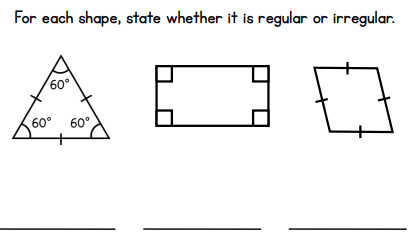 For each shape, state whether it is regular or irregular.
60°
60° 60°